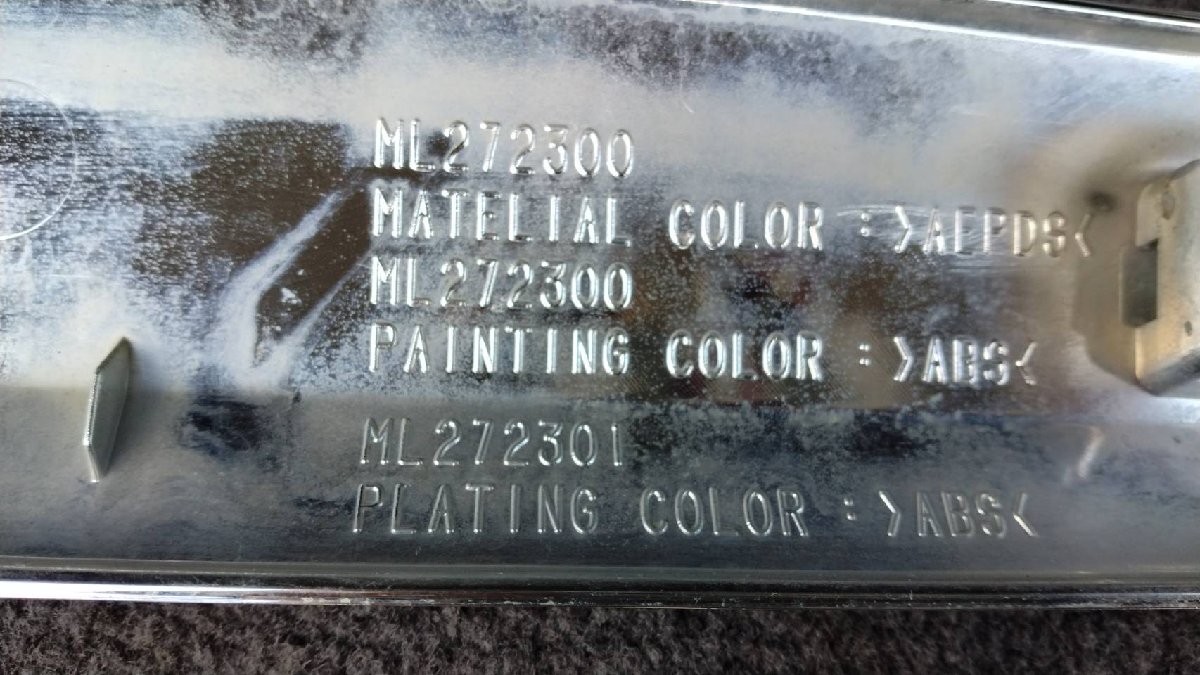 ML272300
MATELIAL COLOR : >AEPDS<
ML272300
PAINTING COLOR : >ABS<
ML272301
PLATING COLOR : >ABS<